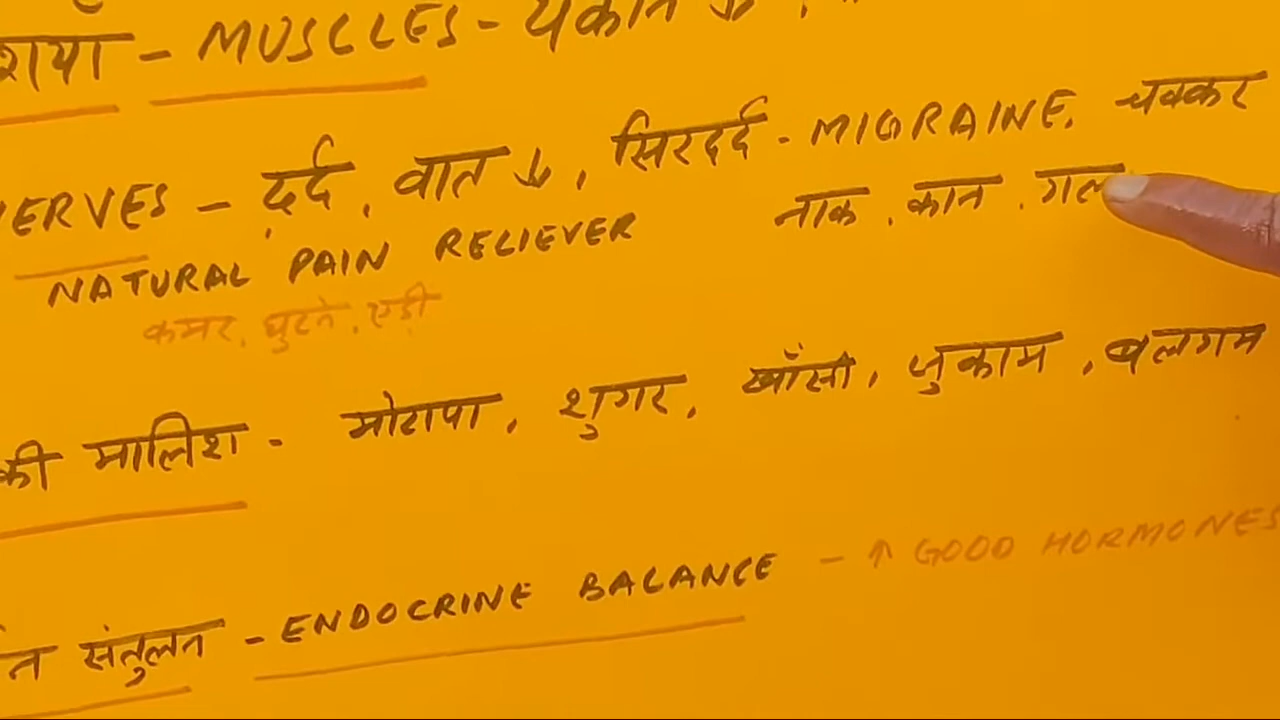 शियाँ - MUSCLES - थकान ↓↓,
NERVES - दर्द, वात ↓↓, सिरदर्द - MIGRAINE, चक्कर
NATURAL PAIN RELIEVER नाक, कान, गल
कमर, घुटने, एड़ी
की मालिश - मोटापा, शुगर, खाँसी, जुकाम, बलगम
न संतुलन - ENDOCRINE BALANCE - ↑ GOOD HORMONES